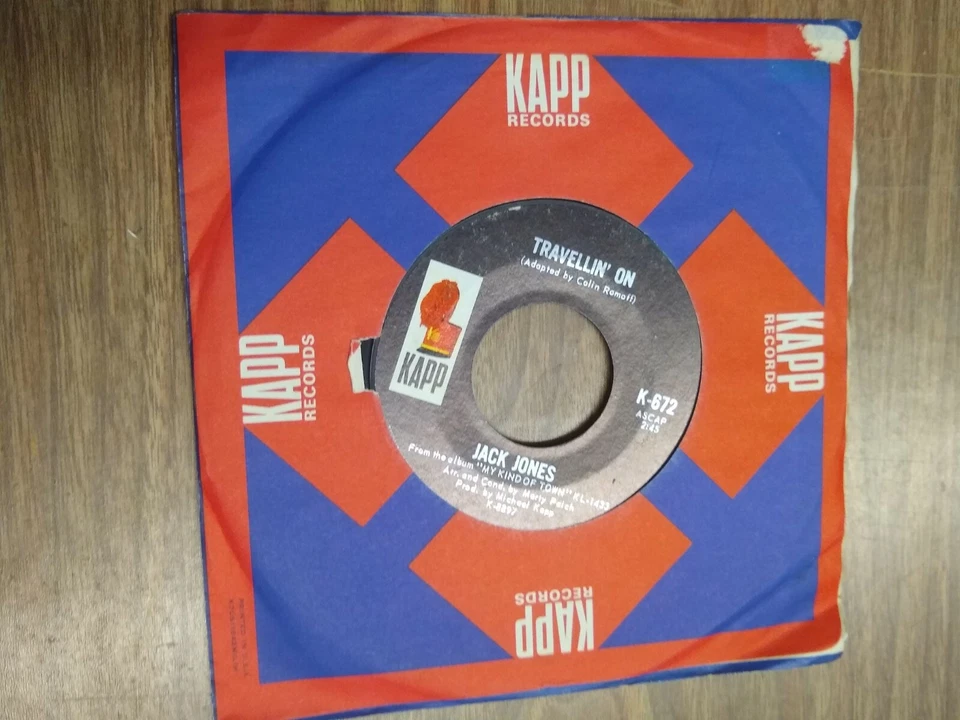 KAPP
RECORDS
TRAVELLIN' ON
(Adapted by Colin Romoff)
KAPP
K-672
ASCAP
2:45
JACK JONES
From the album "MY KIND OF TOWN" KL-1433
Arr. and Cond. by Marty Paich
Prod. by Michael Kapp
K-8897
KAPP
RECORDS
KAPP
RECORDS
KAPP
RECORDS
PRINTED IN U.S.A.